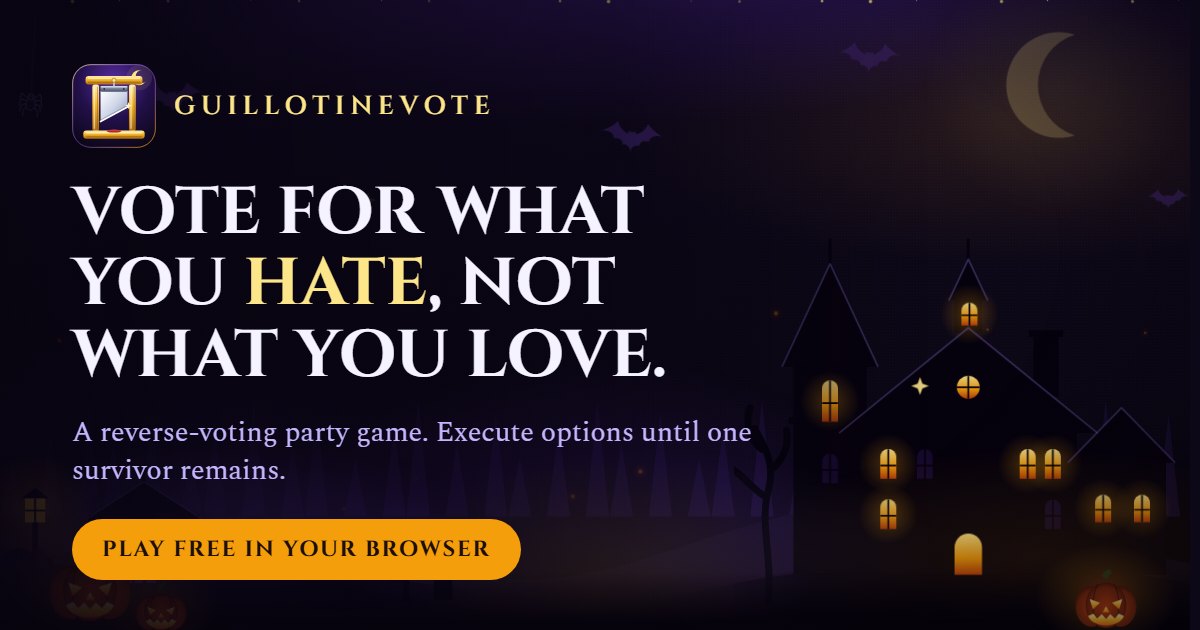 GUILLOTINEVOTE
VOTE FOR WHAT
YOU HATE, NOT
WHAT YOU LOVE.
A reverse-voting party game. Execute options until one
survivor remains.
PLAY FREE IN YOUR BROWSER